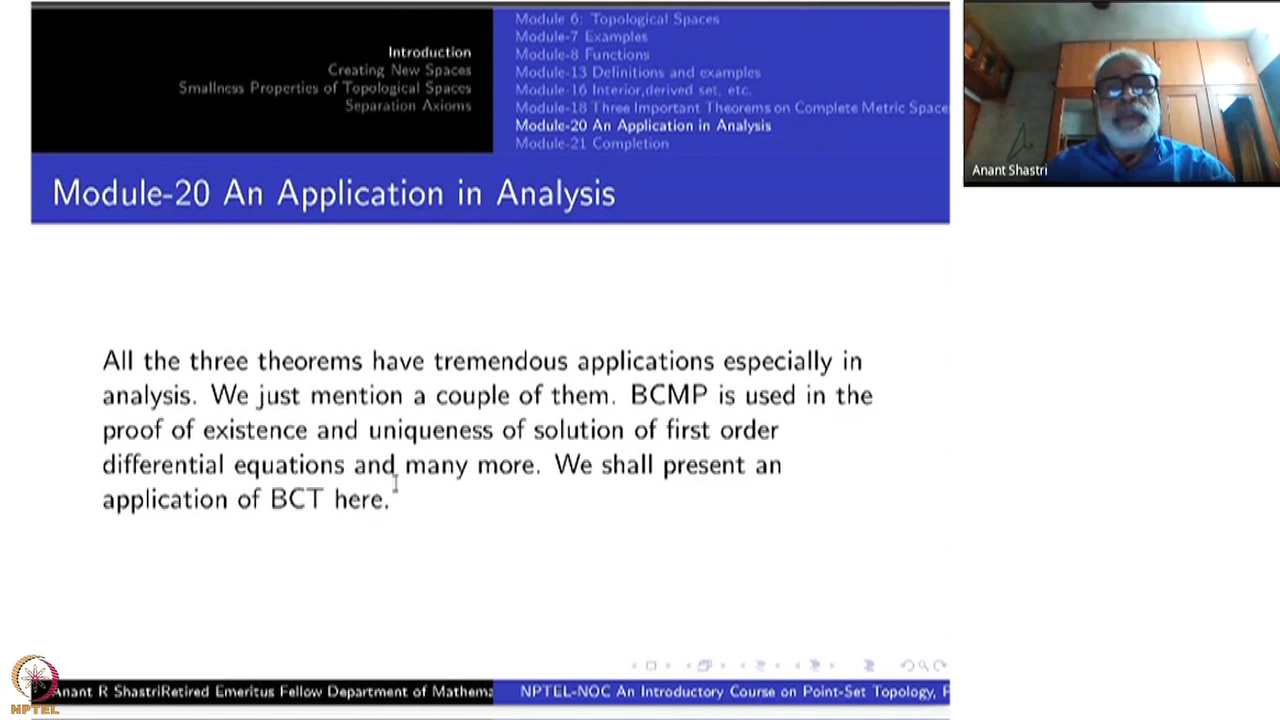 Introduction
Creating New Spaces
Smallness Properties of Topological Spaces
Separation Axioms
Module 6: Topological Spaces
Module-7 Examples
Module-8 Functions
Module-13 Definitions and examples
Module-16 Interior,derived set, etc.
Module-18 Three Important Theorems on Complete Metric Space
Module-20 An Application in Analysis
Module-21 Completion
Anant Shastri
Module-20 An Application in Analysis
All the three theorems have tremendous applications especially in
analysis. We just mention a couple of them. BCMP is used in the
proof of existence and uniqueness of solution of first order
differential equations and many more. We shall present an
application of BCT here.
Anant R ShastriRetired Emeritus Fellow Department of Mathema
NPTEL-NOC An Introductory Course on Point-Set Topology, P
NPTEL